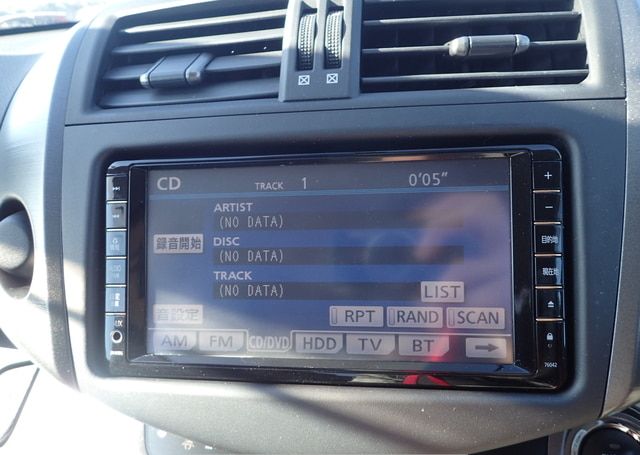 CD TRACK 1 0'05"
ARTIST
(NO DATA)
録音開始
DISC
(NO DATA)
TRACK
(NO DATA)
LIST
音設定
RPT RAND SCAN
AM FM CD/DVD HDD TV BT
+
−
目的地
現在地
76042